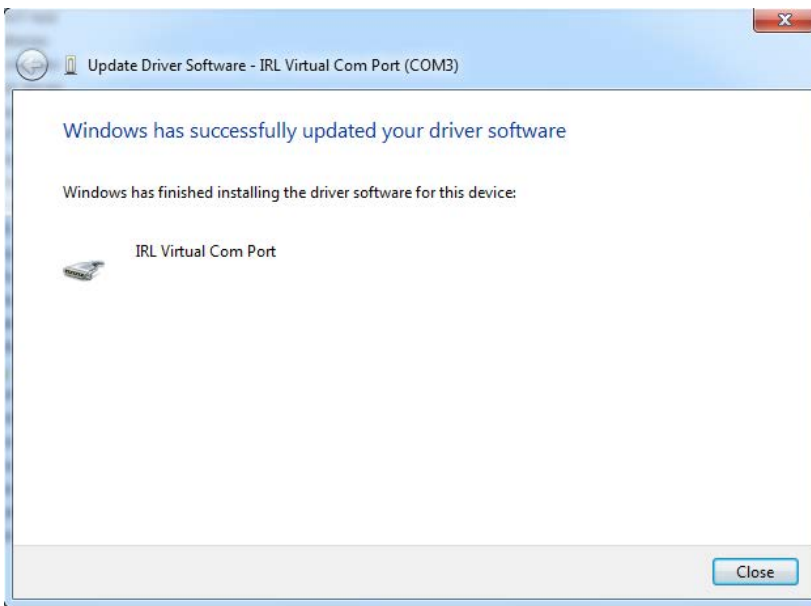 Update Driver Software - IRL Virtual Com Port (COM3)
Windows has successfully updated your driver software
Windows has finished installing the driver software for this device:
IRL Virtual Com Port
Close